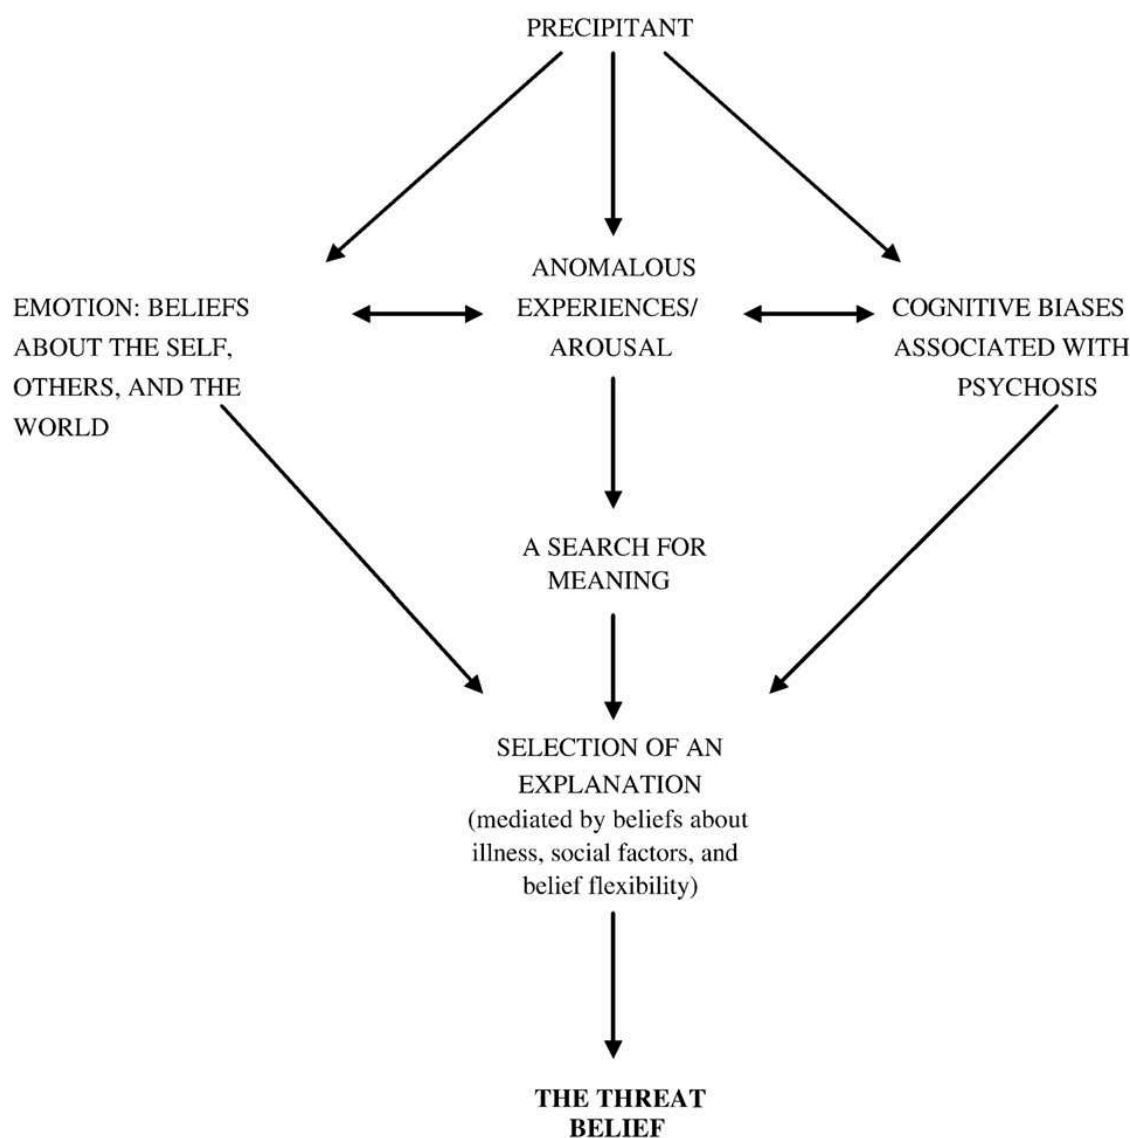 PRECIPITANT
EMOTION: BELIEFS
ABOUT THE SELF,
OTHERS, AND THE
WORLD
ANOMALOUS
EXPERIENCES/
AROUSAL
COGNITIVE BIASES
ASSOCIATED WITH
PSYCHOSIS
A SEARCH FOR
MEANING
SELECTION OF AN
EXPLANATION
(mediated by beliefs about
illness, social factors, and
belief flexibility)
THE THREAT
BELIEF